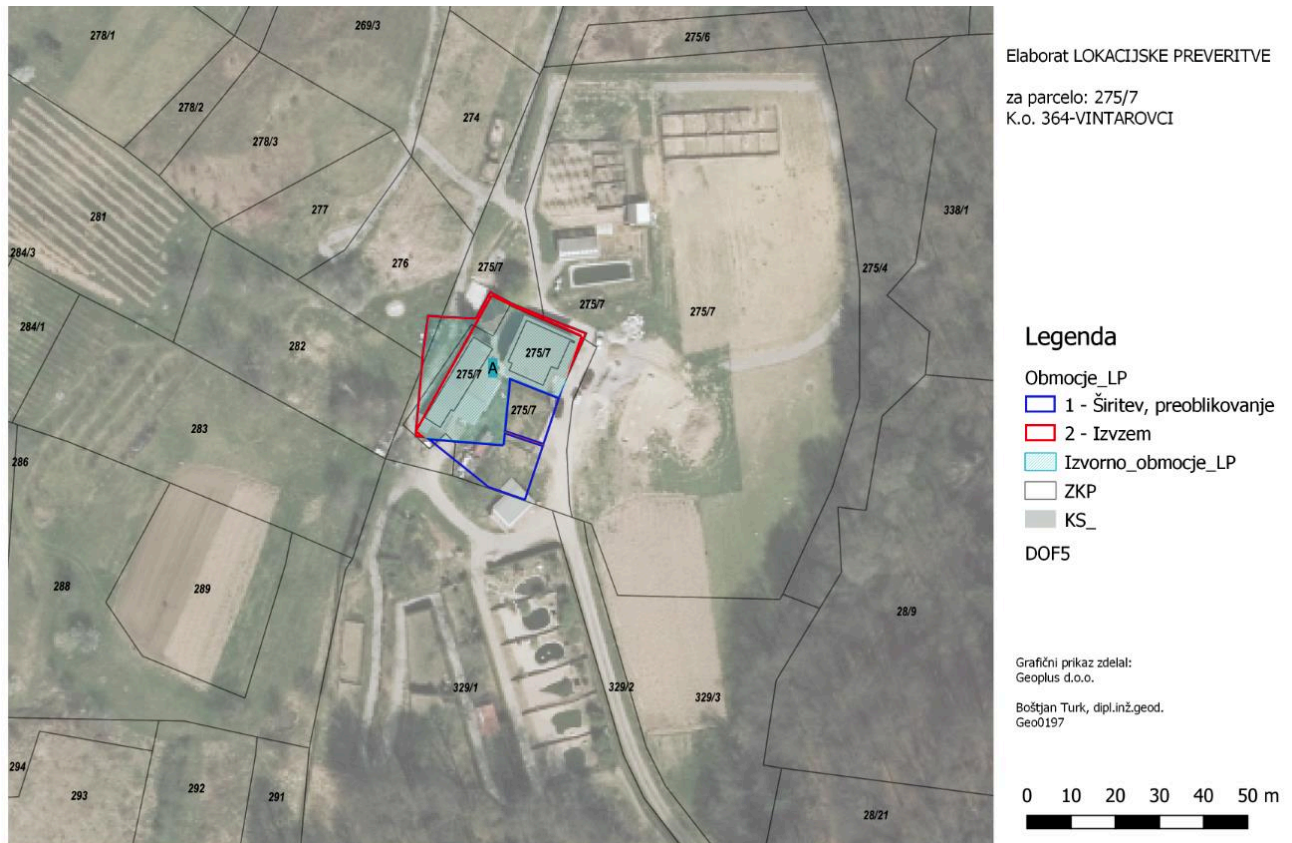 278/1
269/3
275/6
278/2
274
278/3
338/1
281
277
284/3
276
275/7
275/4
275/7
275/7
284/1
282
275/7
275/7
A
275/7
283
286
289
288
28/9
329/1
329/2
329/3
294
293
292
291
28/21
Elaborat LOKACIJSKE PREVERITVE
za parcelo: 275/7
K.o. 364-VINTAROVCI
Legenda
Obmocje_LP
1 - Širitev, preoblikovanje
2 - Izvzem
Izvorno_obmocje_LP
ZKP
KS_
DOF5
Grafični prikaz zdelal:
Geoplus d.o.o.
Boštjan Turk, dipl.inž.geod.
Geo0197
0 10 20 30 40 50 m